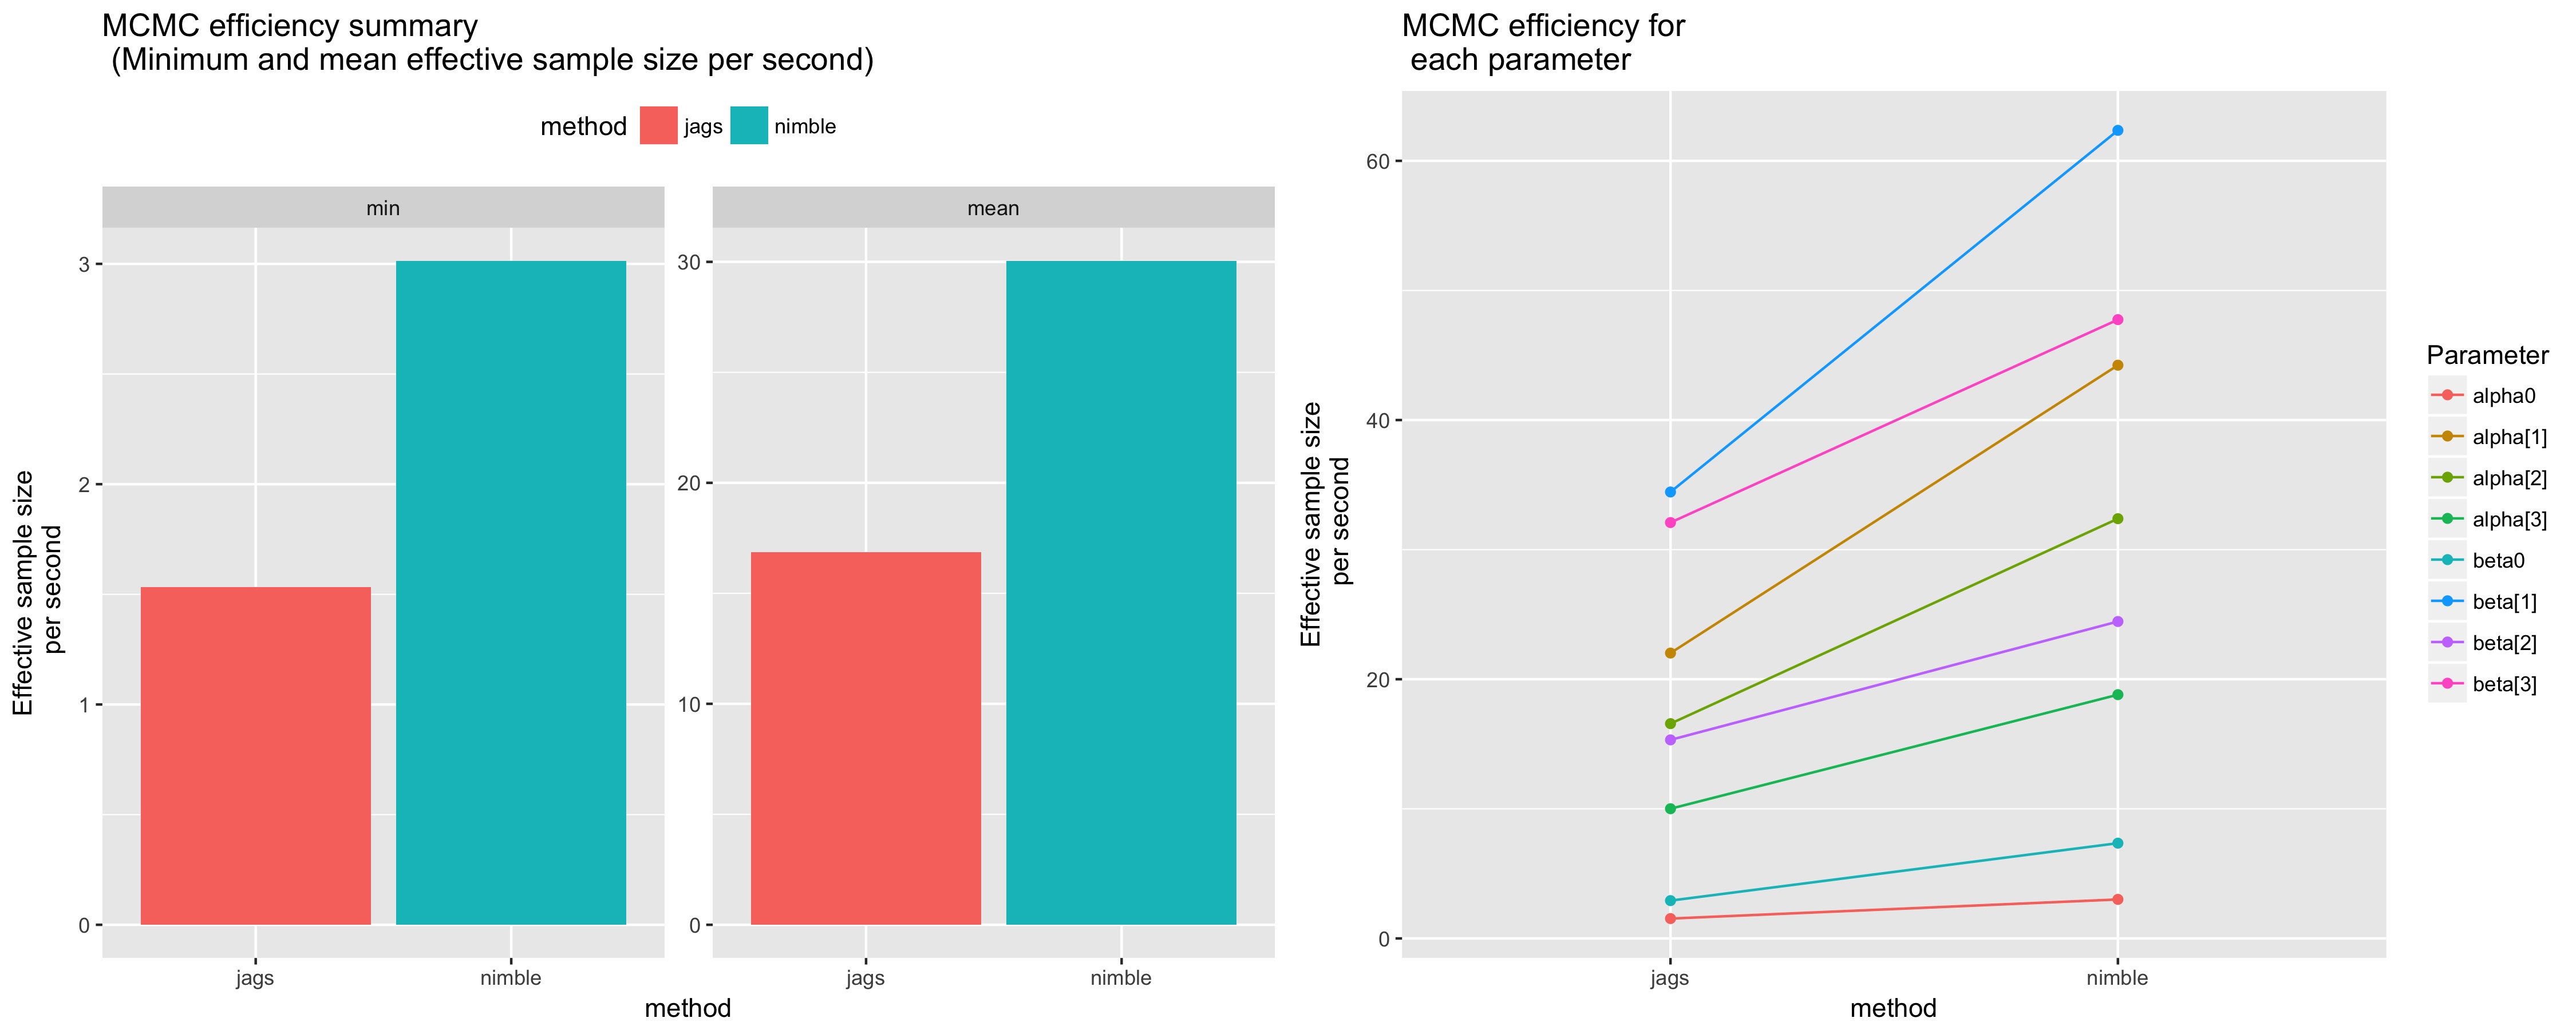 MCMC efficiency summary
(Minimum and mean effective sample size per second)
method jags nimble
min
mean
Effective sample size
per second
3
2
1
0
30
20
10
0
jags nimble
jags nimble
method
MCMC efficiency for
each parameter
Effective sample size
per second
60
40
20
0
jags nimble
method
Parameter
alpha0
alpha[1]
alpha[2]
alpha[3]
beta0
beta[1]
beta[2]
beta[3]